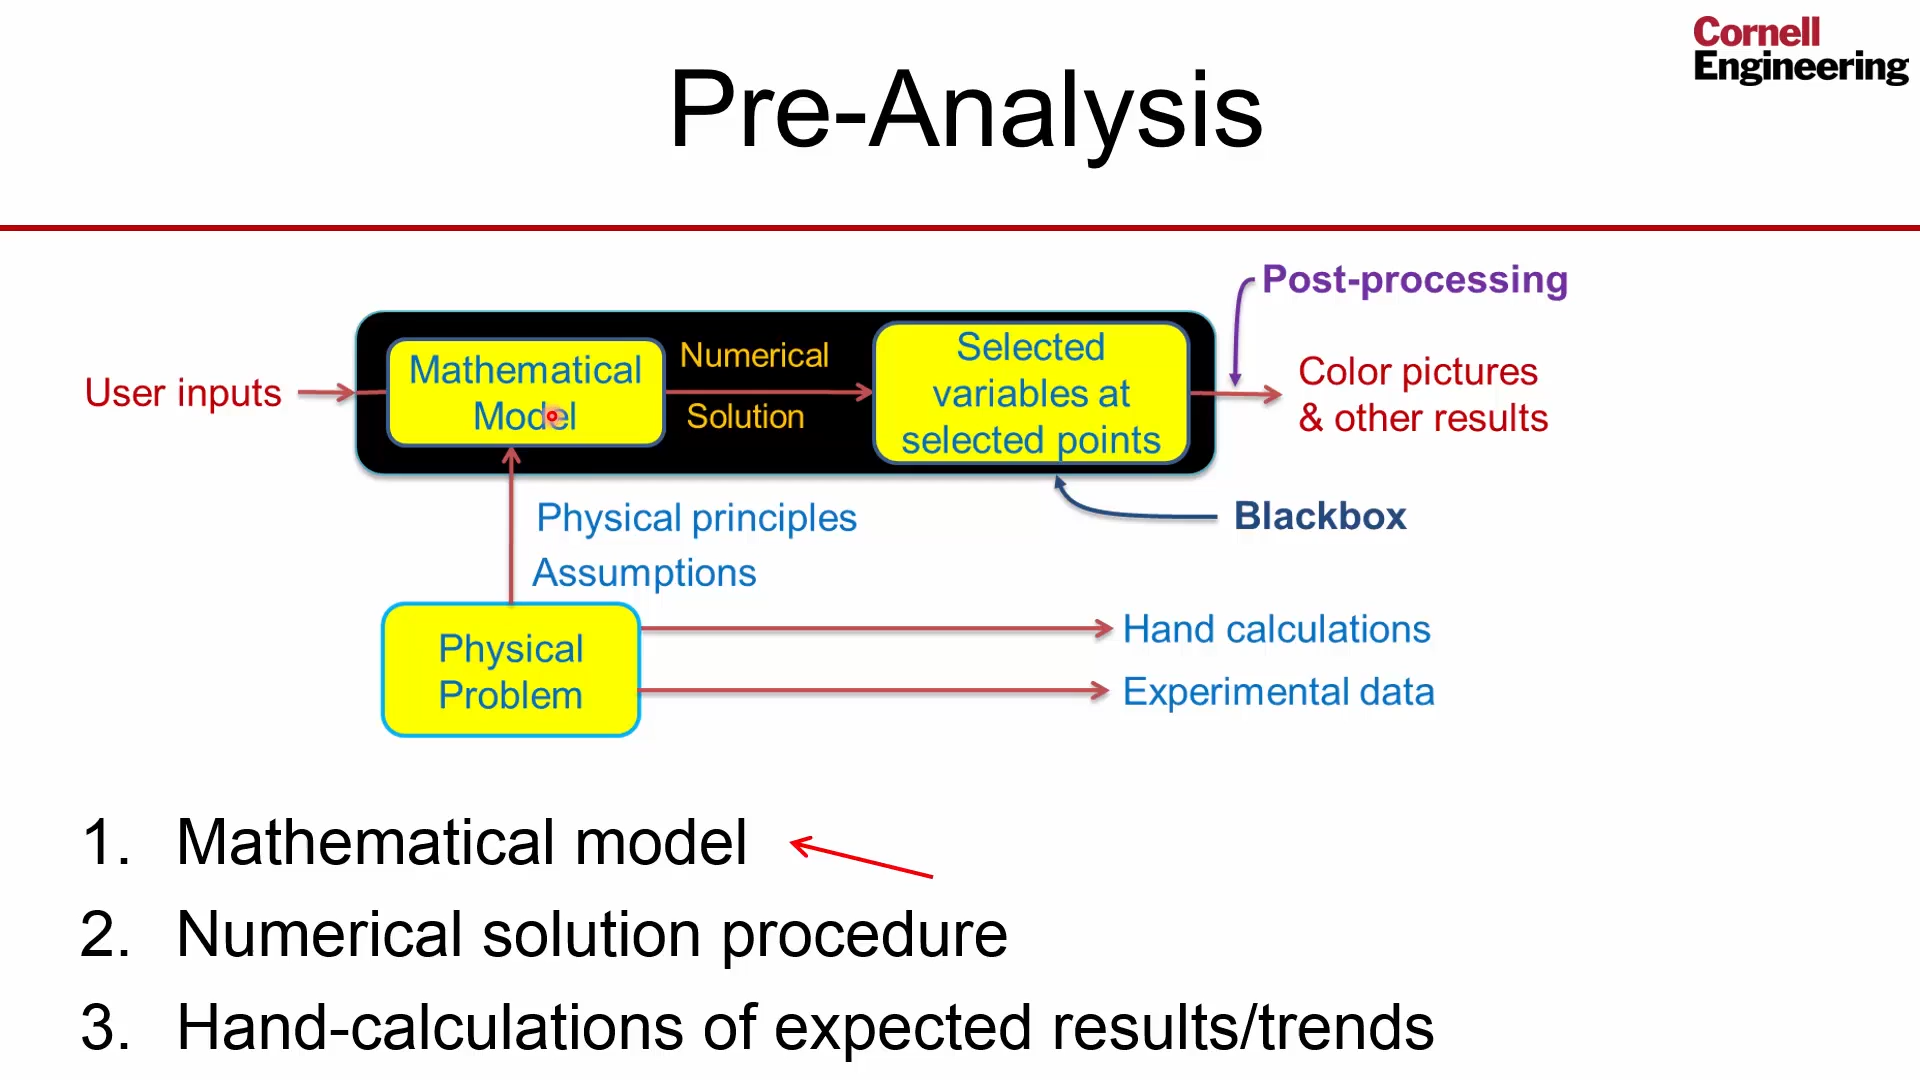 Cornell
Engineering
Pre-Analysis
Post-processing
User inputs
Mathematical
Model
Numerical
Solution
Selected
variables at
selected points
Color pictures
& other results
Physical principles
Assumptions
Blackbox
Physical
Problem
Hand calculations
Experimental data
1. Mathematical model
2. Numerical solution procedure
3. Hand-calculations of expected results/trends